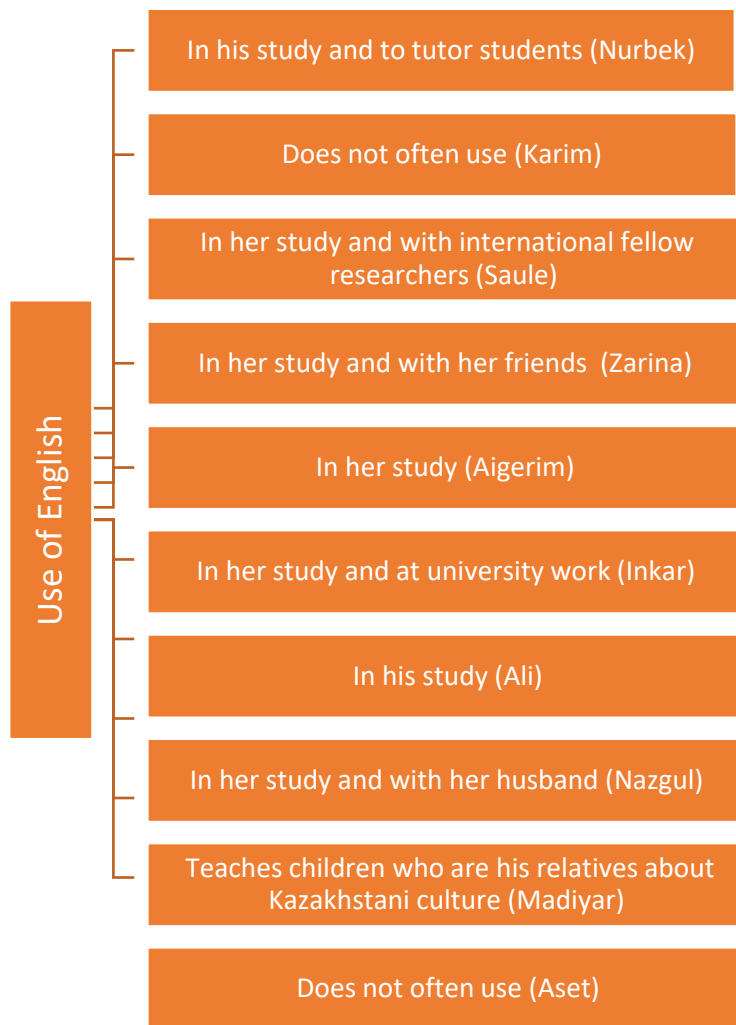 Use of English
In his study and to tutor students (Nurbek)
Does not often use (Karim)
In her study and with international fellow
researchers (Saule)
In her study and with her friends  (Zarina)
In her study (Aigerim)
In her study and at university work (Inkar)
In his study (Ali)
In her study and with her husband (Nazgul)
Teaches children who are his relatives about
Kazakhstani culture (Madiyar)
Does not often use (Aset)